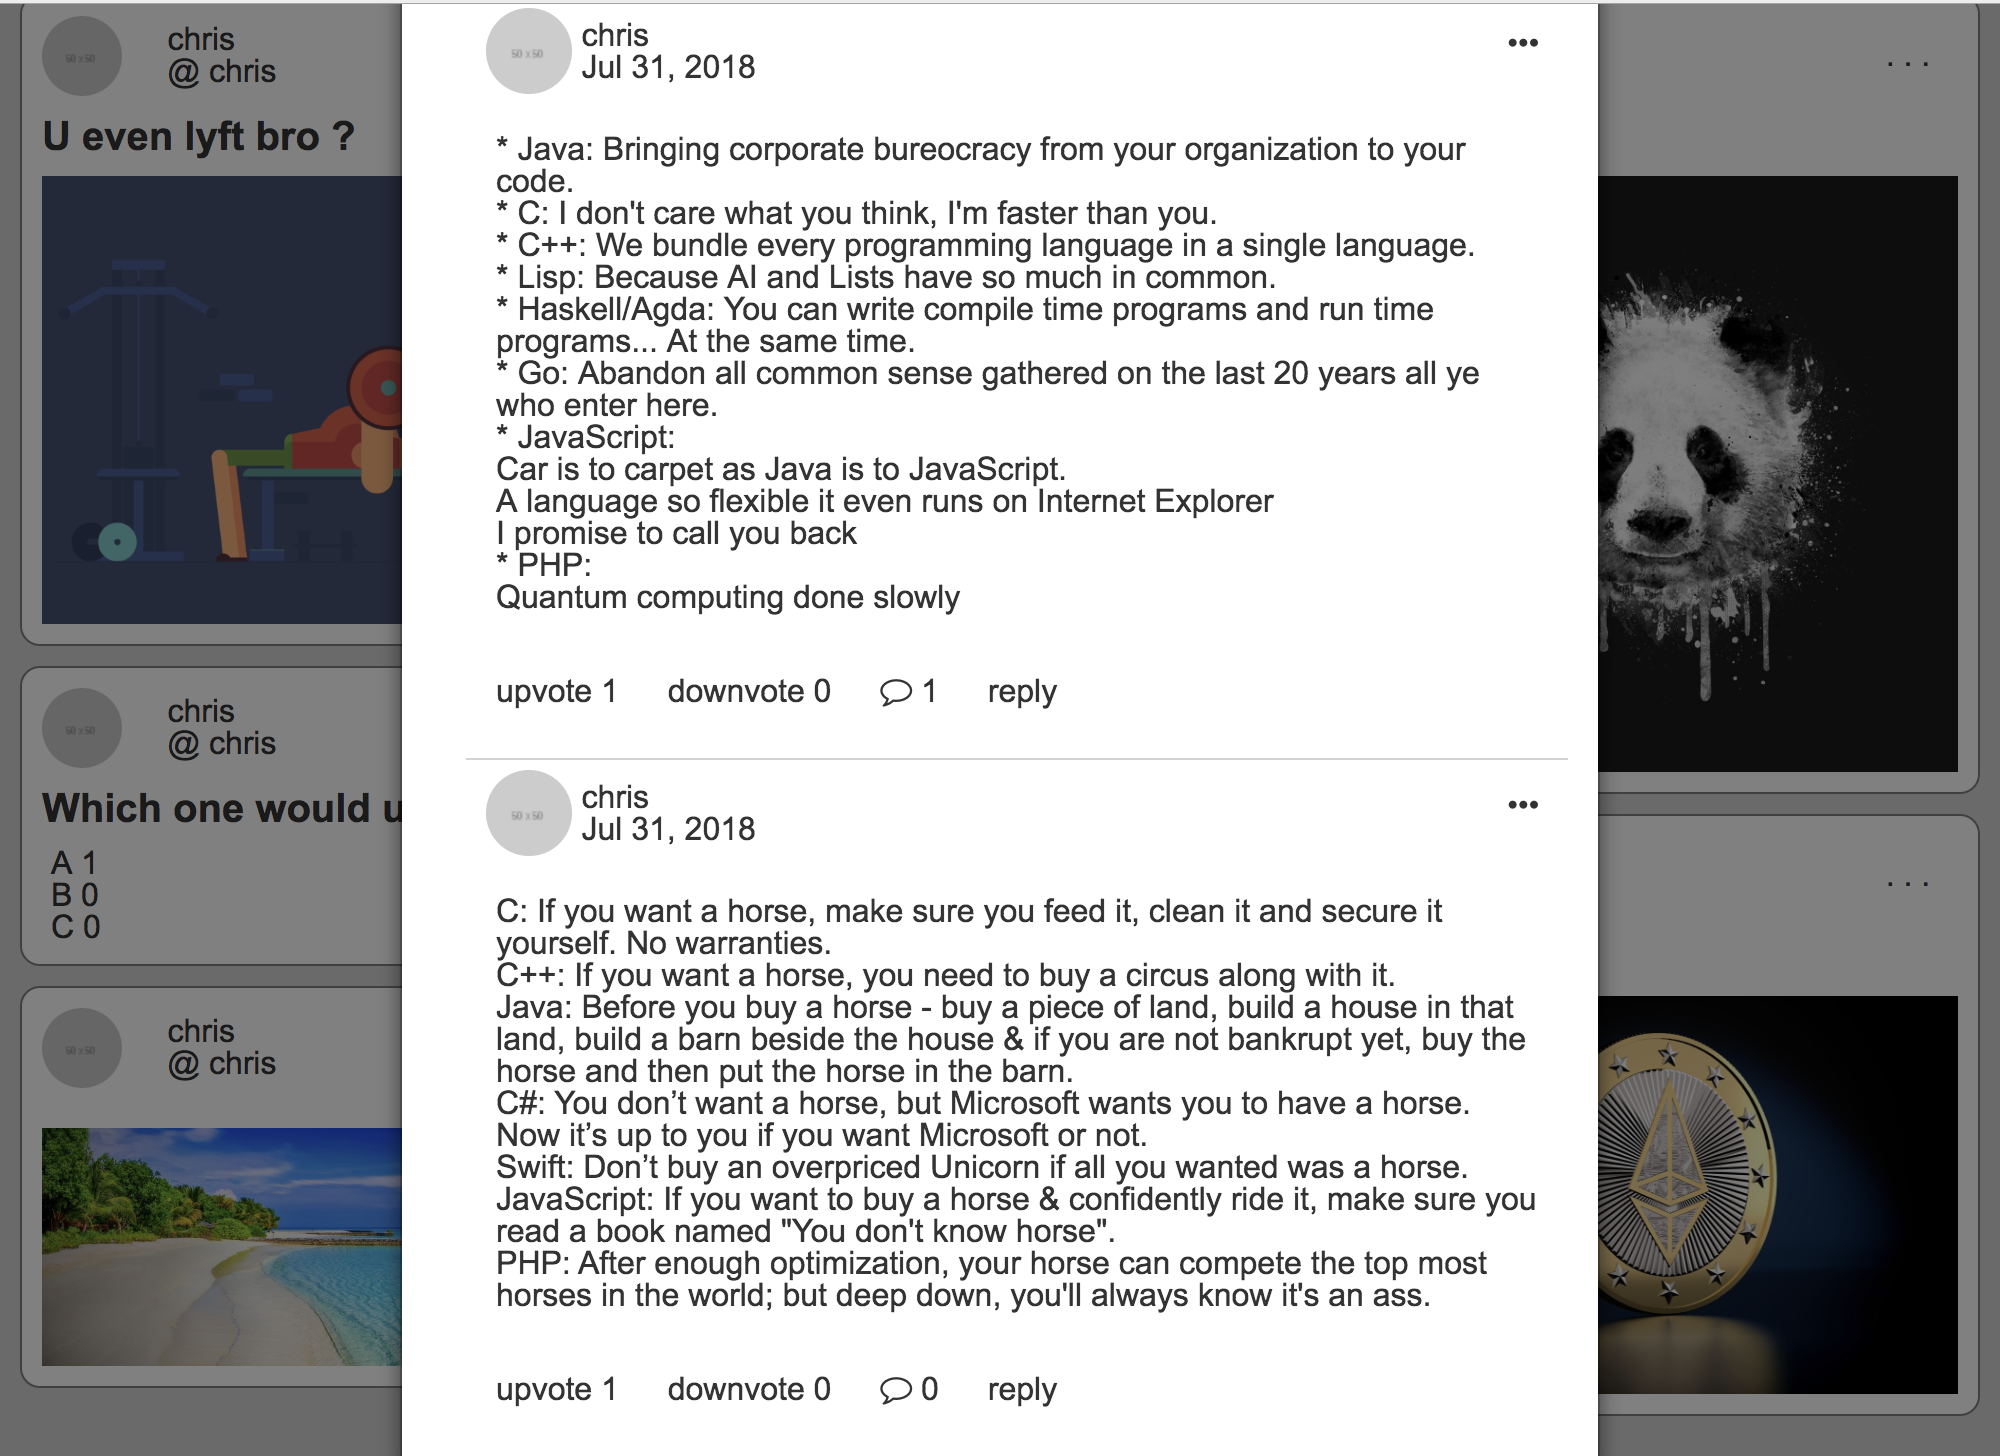 chris
@ chris
U even lyft bro ?
chris
@ chris
Which one would u
A 1
B 0
C 0
chris
@ chris
50 x 50
chris
Jul 31, 2018
•••
* Java: Bringing corporate bureocracy from your organization to your
code.
* C: I don't care what you think, I'm faster than you.
* C++: We bundle every programming language in a single language.
* Lisp: Because AI and Lists have so much in common.
* Haskell/Agda: You can write compile time programs and run time
programs... At the same time.
* Go: Abandon all common sense gathered on the last 20 years all ye
who enter here.
* JavaScript:
Car is to carpet as Java is to JavaScript.
A language so flexible it even runs on Internet Explorer
I promise to call you back
* PHP:
Quantum computing done slowly
upvote 1 downvote 0 1 reply
50 x 50
chris
Jul 31, 2018
•••
C: If you want a horse, make sure you feed it, clean it and secure it
yourself. No warranties.
C++: If you want a horse, you need to buy a circus along with it.
Java: Before you buy a horse - buy a piece of land, build a house in that
land, build a barn beside the house & if you are not bankrupt yet, buy the
horse and then put the horse in the barn.
C#: You don’t want a horse, but Microsoft wants you to have a horse.
Now it’s up to you if you want Microsoft or not.
Swift: Don’t buy an overpriced Unicorn if all you wanted was a horse.
JavaScript: If you want to buy a horse & confidently ride it, make sure you
read a book named "You don't know horse".
PHP: After enough optimization, your horse can compete the top most
horses in the world; but deep down, you'll always know it's an ass.
upvote 1 downvote 0 0 reply
. . .
. . .